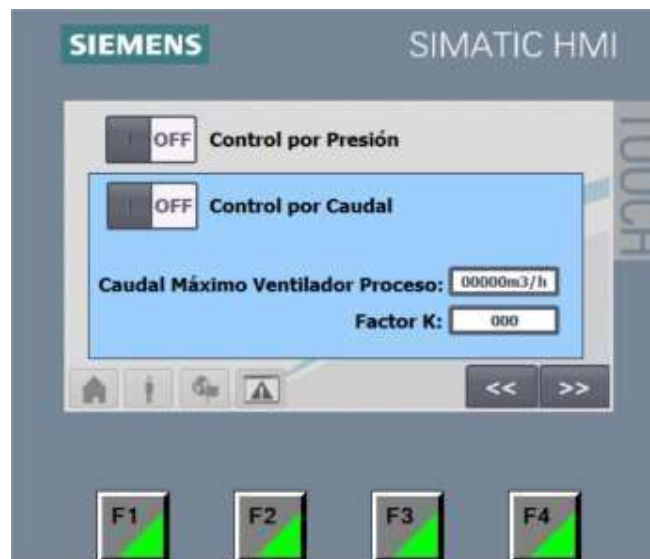 SIEMENS
SIMATIC HMI
TOUCH
OFF Control por Presión
OFF Control por Caudal
Caudal Máximo Ventilador Proceso: 00000m3/h
Factor K: 000
<< >>
F1 F2 F3 F4